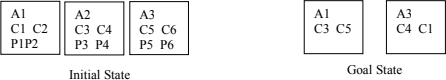 A1
C1 C2
P1P2
A2
C3 C4
P3 P4
A3
C5 C6
P5 P6
Initial State
A1
C3 C5
A3
C4 C1
Goal State